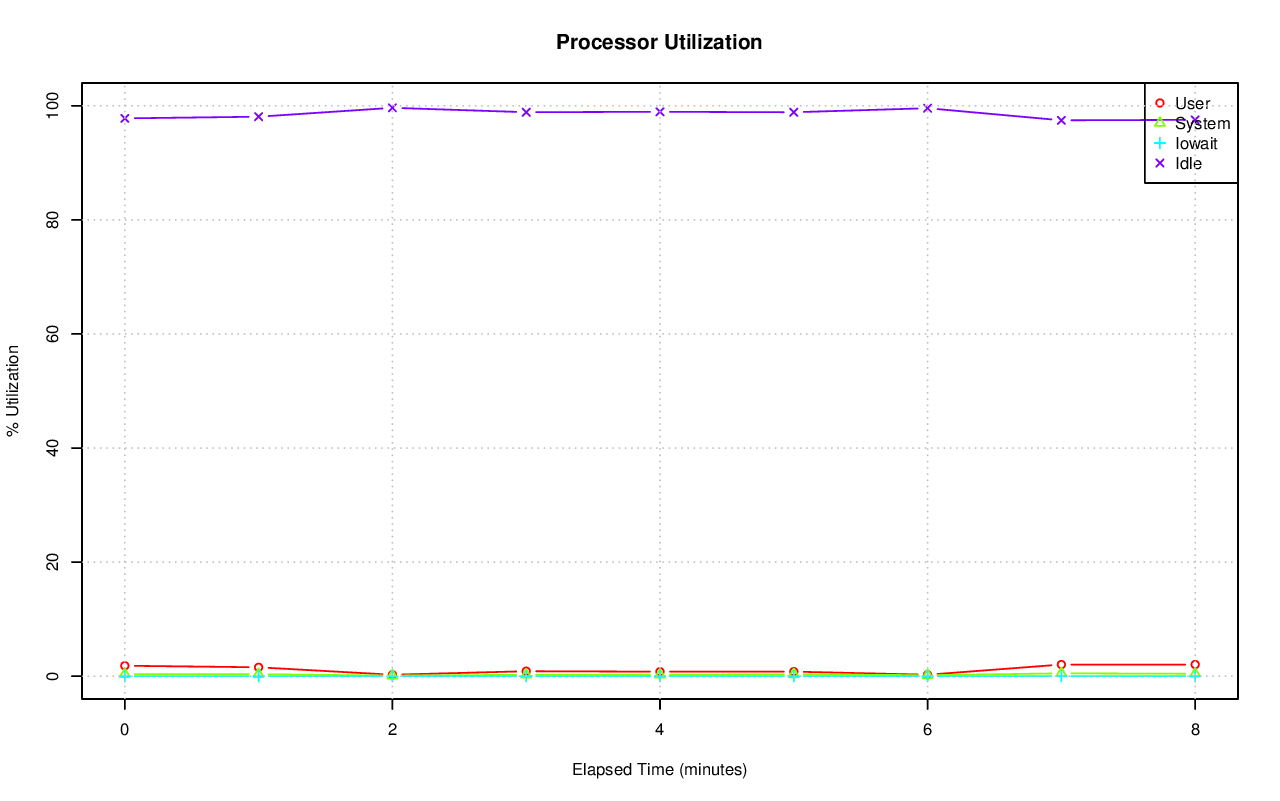 Processor Utilization
100
80
60
40
20
0
% Utilization
User
System
Iowait
Idle
0 2 4 6 8
Elapsed Time (minutes)